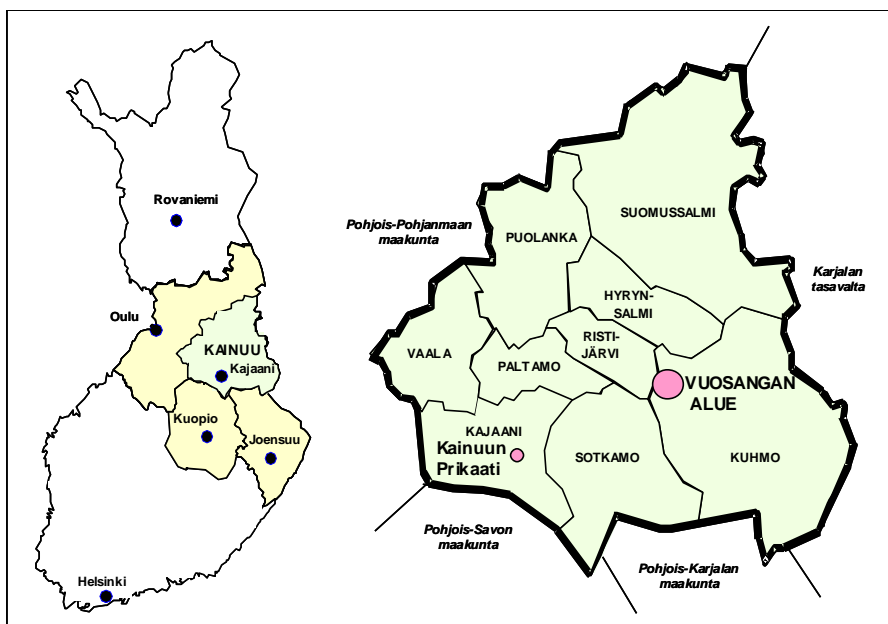 Rovaniemi
Oulu
KAINUU
Kajaani
Kuopio
Joensuu
Helsinki
Pohjois-Pohjanmaan
maakunta
SUOMUSSALMI
PUOLANKA
Karjalan
tasavalta
HYRYN-
SALMI
RISTI-
JÄRVI
VAALA
PALTAMO
VUOSANGAN
ALUE
KAJAANI
Kainuun
Prikaati
SOTKAMO
KUHMO
Pohjois-Savon
maakunta
Pohjois-Karjalan
maakunta